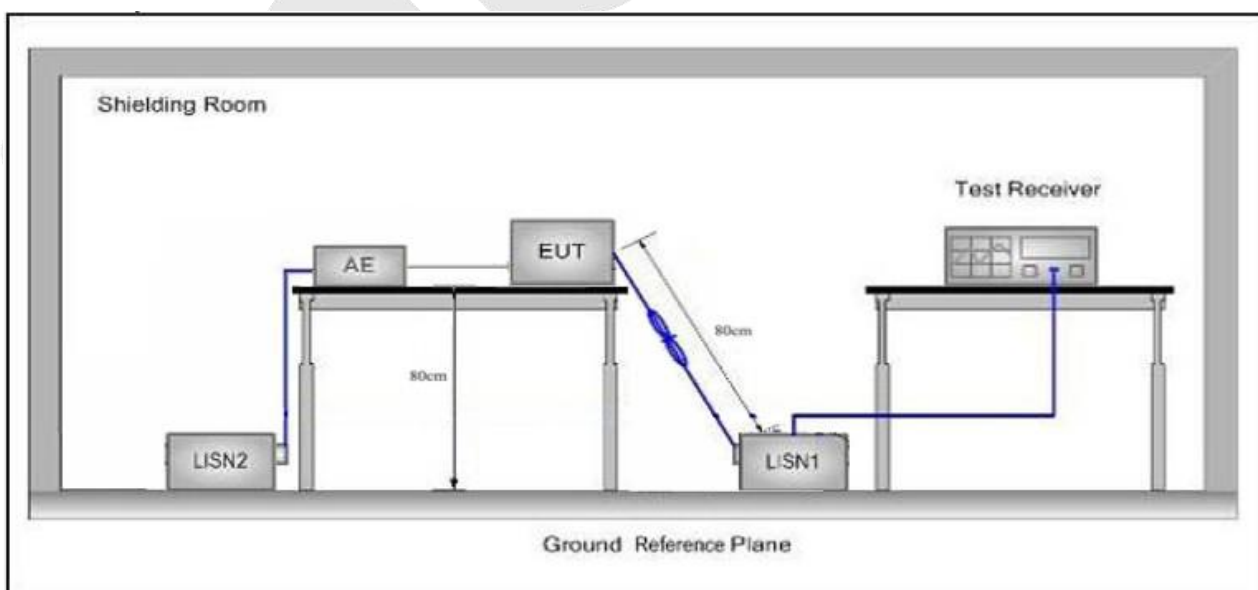 Shielding Room
Test Receiver
EUT
AE
80cm
80cm
LISN2
LISN1
Ground Reference Plane